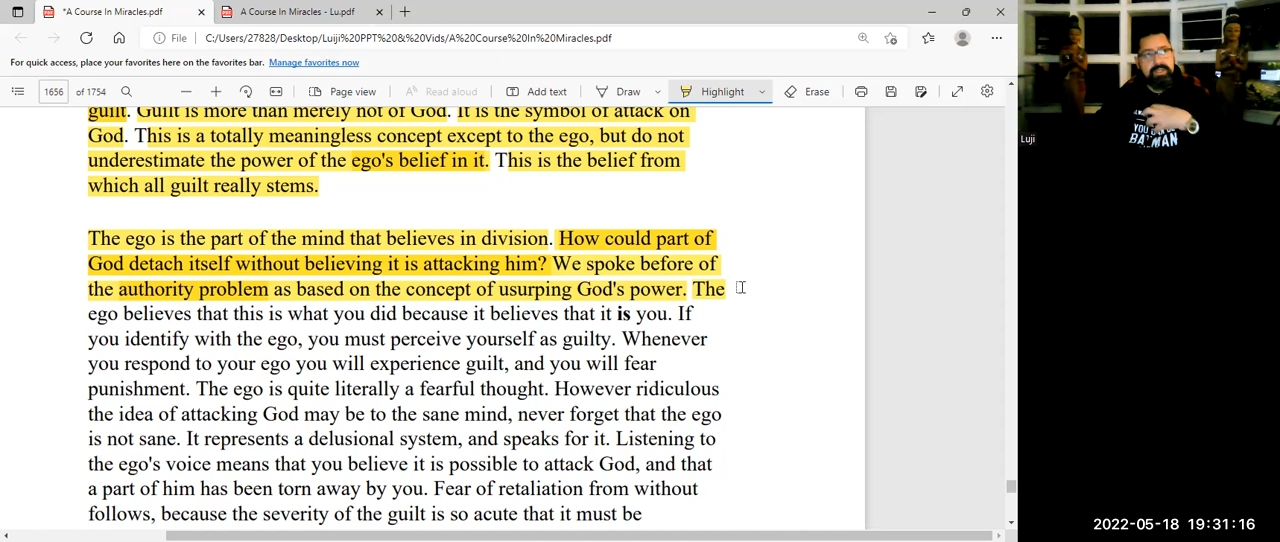 *A Course In Miracles.pdf
A Course In Miracles - Lu.pdf
File
C:/Users/27828/Desktop/Luiji%20PPT%20&%20Vids/A%20Course%20In%20Miracles.pdf
For quick access, place your favorites here on the favorites bar. Manage favorites now
1656 of 1754
Page view
Read aloud
Add text
Draw
Highlight
Erase
guilt. Guilt is more than merely not of God. It is the symbol of attack on
God. This is a totally meaningless concept except to the ego, but do not
underestimate the power of the ego's belief in it. This is the belief from
which all guilt really stems.
The ego is the part of the mind that believes in division. How could part of
God detach itself without believing it is attacking him? We spoke before of
the authority problem as based on the concept of usurping God's power. The
ego believes that this is what you did because it believes that it is you. If
you identify with the ego, you must perceive yourself as guilty. Whenever
you respond to your ego you will experience guilt, and you will fear
punishment. The ego is quite literally a fearful thought. However ridiculous
the idea of attacking God may be to the sane mind, never forget that the ego
is not sane. It represents a delusional system, and speaks for it. Listening to
the ego's voice means that you believe it is possible to attack God, and that
a part of him has been torn away by you. Fear of retaliation from without
follows, because the severity of the guilt is so acute that it must be
YOU CAN BE
BATMAN
Luji
2022-05-18 19:31:16